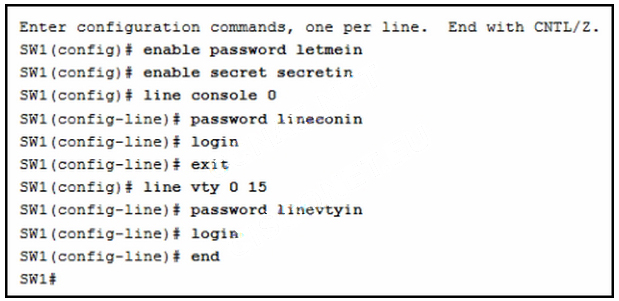 Enter configuration commands, one per line.  End with CNTL/Z.
SW1(config)# enable password letmein
SW1(config)# enable secret secretin
SW1(config)# line console 0
SW1(config-line)# password lineconin
SW1(config-line)# login
SW1(config-line)# exit
SW1(config)# line vty 0 15
SW1(config-line)# password linevtyin
SW1(config-line)# login
SW1(config-line)# end
SW1#